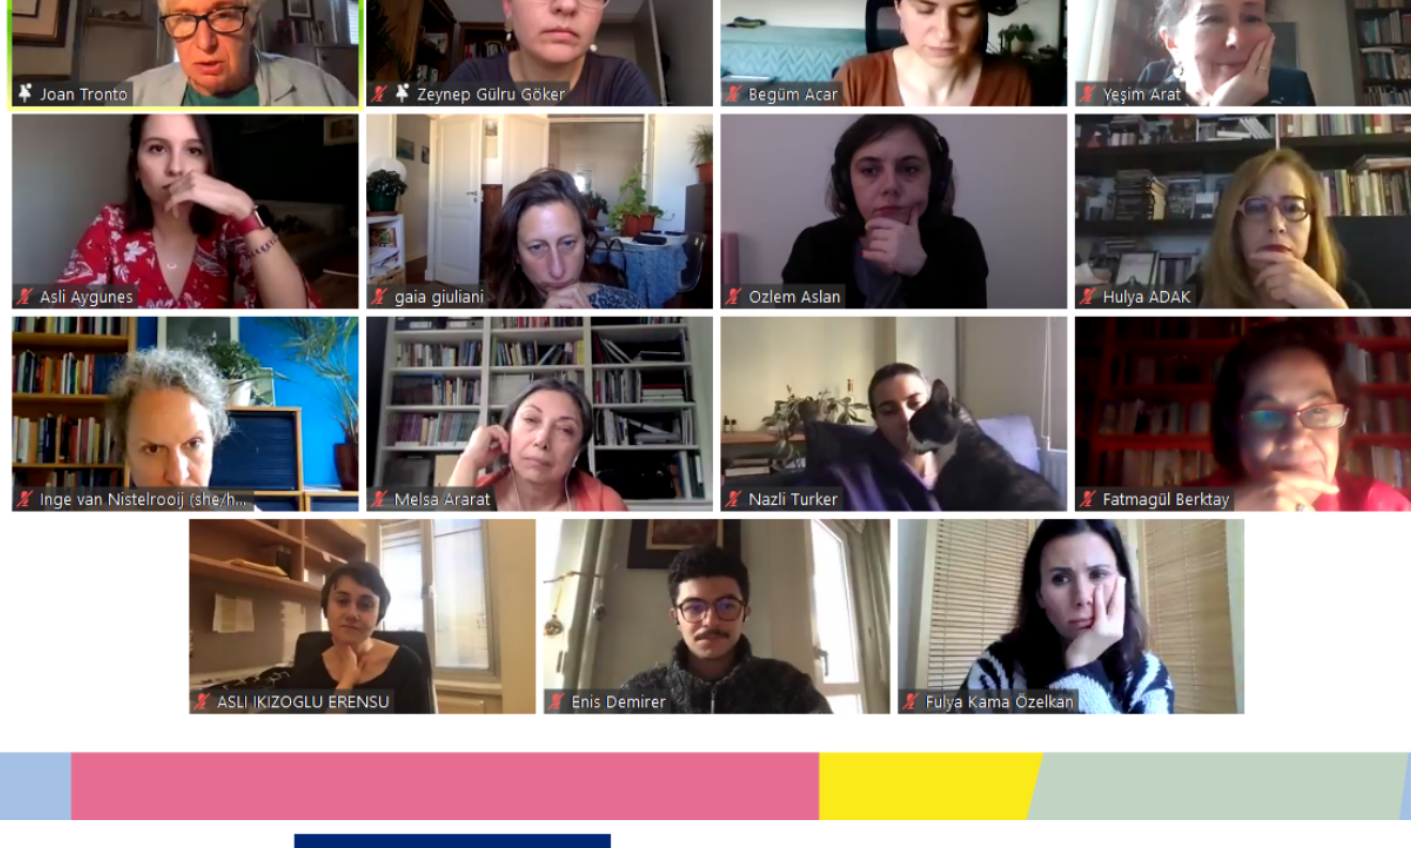 Joan Tronto
Zeynep Gülru Göker
Begüm Acar
Yeşim Arat
Asli Aygunes
gaia giuliani
Ozlem Aslan
Hulya ADAK
Inge van Nistelrooij (she/h...
Melsa Ararat
Nazli Turker
Fatmagül Berktay
ASLI IKIZOGLU ERENSU
Enis Demirer
Fulya Kama Özelkan